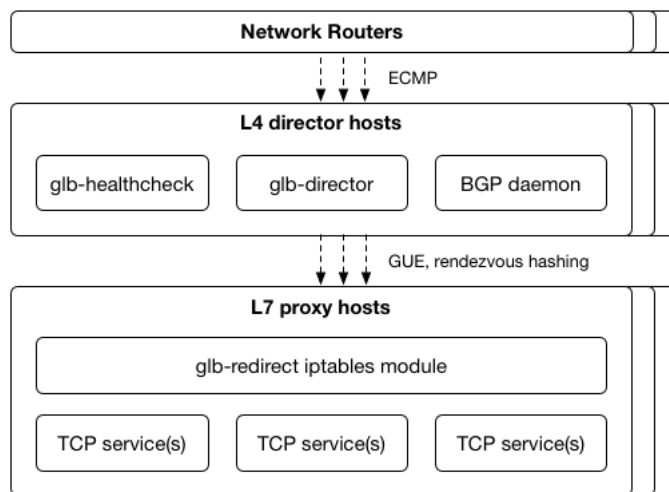 Network Routers
ECMP
L4 director hosts
glb-healthcheck
glb-director
BGP daemon
GUE, rendezvous hashing
L7 proxy hosts
glb-redirect iptables module
TCP service(s)
TCP service(s)
TCP service(s)